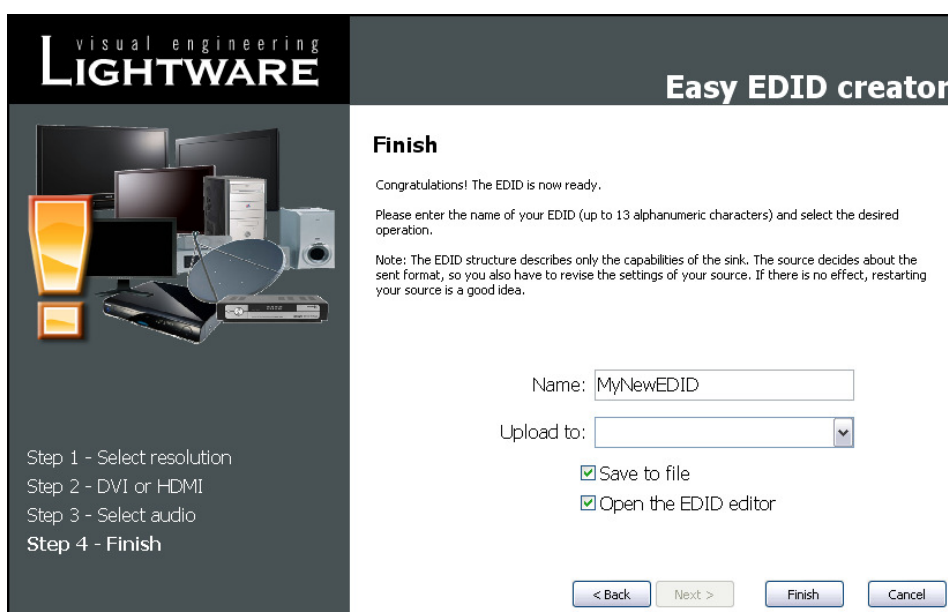 visual engineering
LIGHTWARE
Easy EDID creator
Finish
Congratulations! The EDID is now ready.
Please enter the name of your EDID (up to 13 alphanumeric characters) and select the desired
operation.
Note: The EDID structure describes only the capabilities of the sink. The source decides about the
sent format, so you also have to revise the settings of your source. If there is no effect, restarting
your source is a good idea.
Name: MyNewEDID
Upload to:
Save to file
Open the EDID editor
Step 1 - Select resolution
Step 2 - DVI or HDMI
Step 3 - Select audio
Step 4 - Finish
< Back Next > Finish Cancel